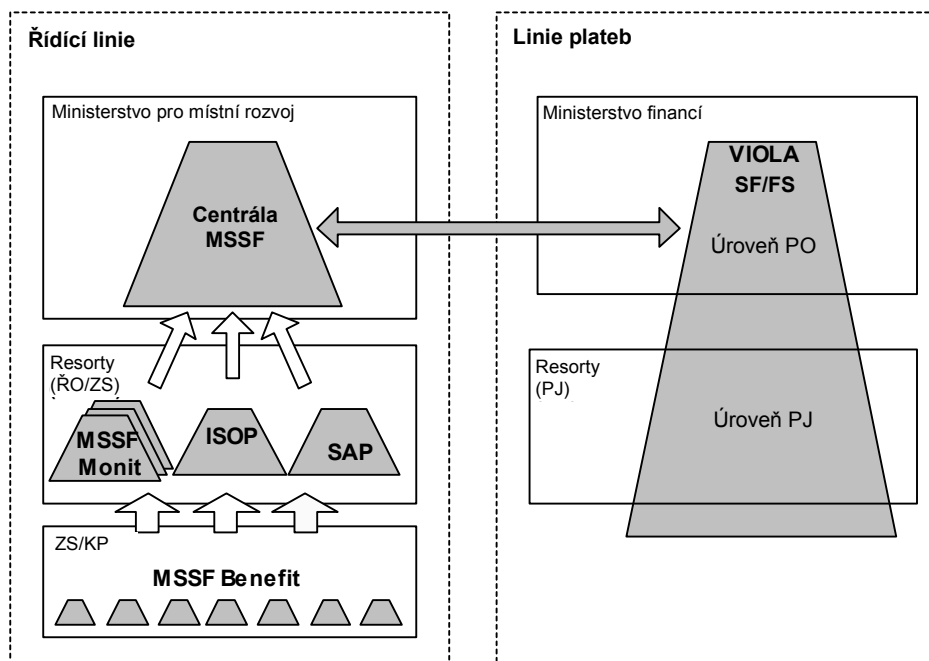 Řídící linie
Ministerstvo pro místní rozvoj
Centrála
MSSF
Resorty
(ŘO/ZS)
MSSF
Monit
ISOP
SAP
ZS/KP
MSSF Benefit
Linie plateb
Ministerstvo financí
VIOLA
SF/FS
Úroveň PO
Resorty
(PJ)
Úroveň PJ